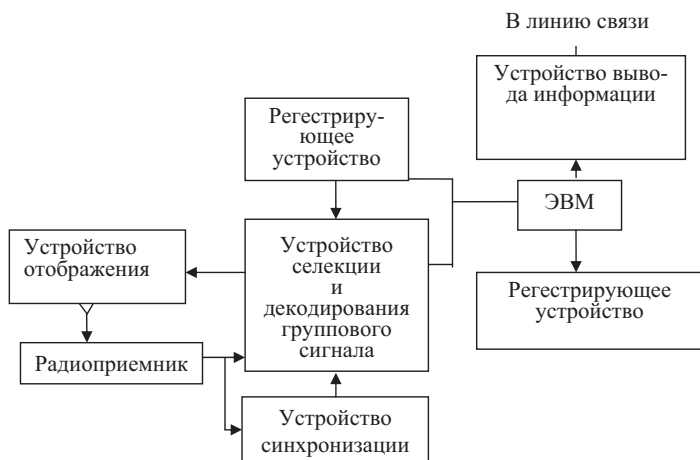 В линию связи
Устройство выво-
да информации
Регестрирую-
ющее
устройство
ЭВМ
Устройство
отображения
Устройство
селекции
и
декодирования
группового
сигнала
Регестрирующее
устройство
Радиоприемник
Устройство
синхронизации